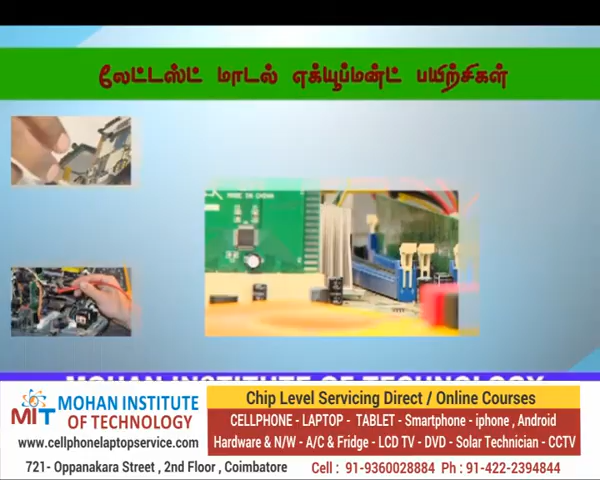 லேட்டஸ்ட் மாடல் எக்யூப்மன்ட் பயிற்சிகள்
MADE IN CHINA
MOHAN INSTITUTE OF TECHNOLOGY
MIT MOHAN INSTITUTE OF TECHNOLOGY
www.cellphonelaptopservice.com
Chip Level Servicing Direct / Online Courses
CELLPHONE - LAPTOP - TABLET - Smartphone - iphone , Android
Hardware & N/W - A/C & Fridge - LCD TV - DVD - Solar Technician - CCTV
721- Oppanakara Street , 2nd Floor , Coimbatore
Cell : 91-9360028884 Ph : 91-422-2394844